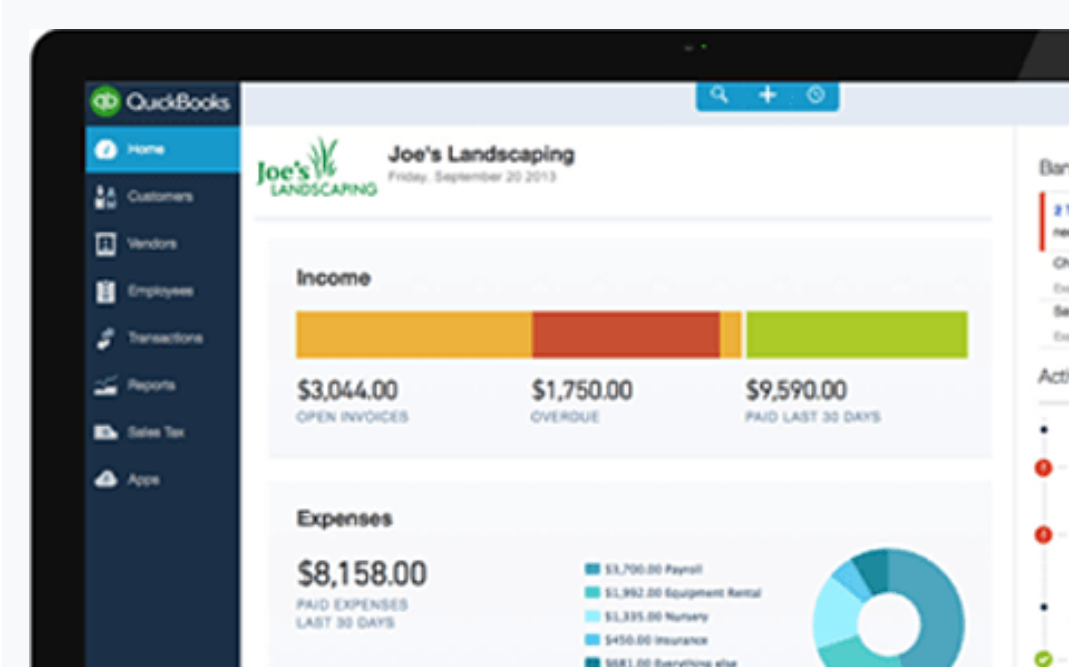 QuickBooks
Home
Customers
Vendors
Employees
Transactions
Reports
Sales Tax
Apps
Joe's
LANDSCAPING
Joe's Landscaping
Friday, September 20 2013
Income
$3,044.00
OPEN INVOICES
$1,750.00
OVERDUE
$9,590.00
PAID LAST 30 DAYS
Expenses
$8,158.00
PAID EXPENSES
LAST 30 DAYS
$3,700.00 Payroll
$1,992.00 Equipment Rental
$1,335.00 Nursery
$450.00 Insurance
$681.00 Everything else